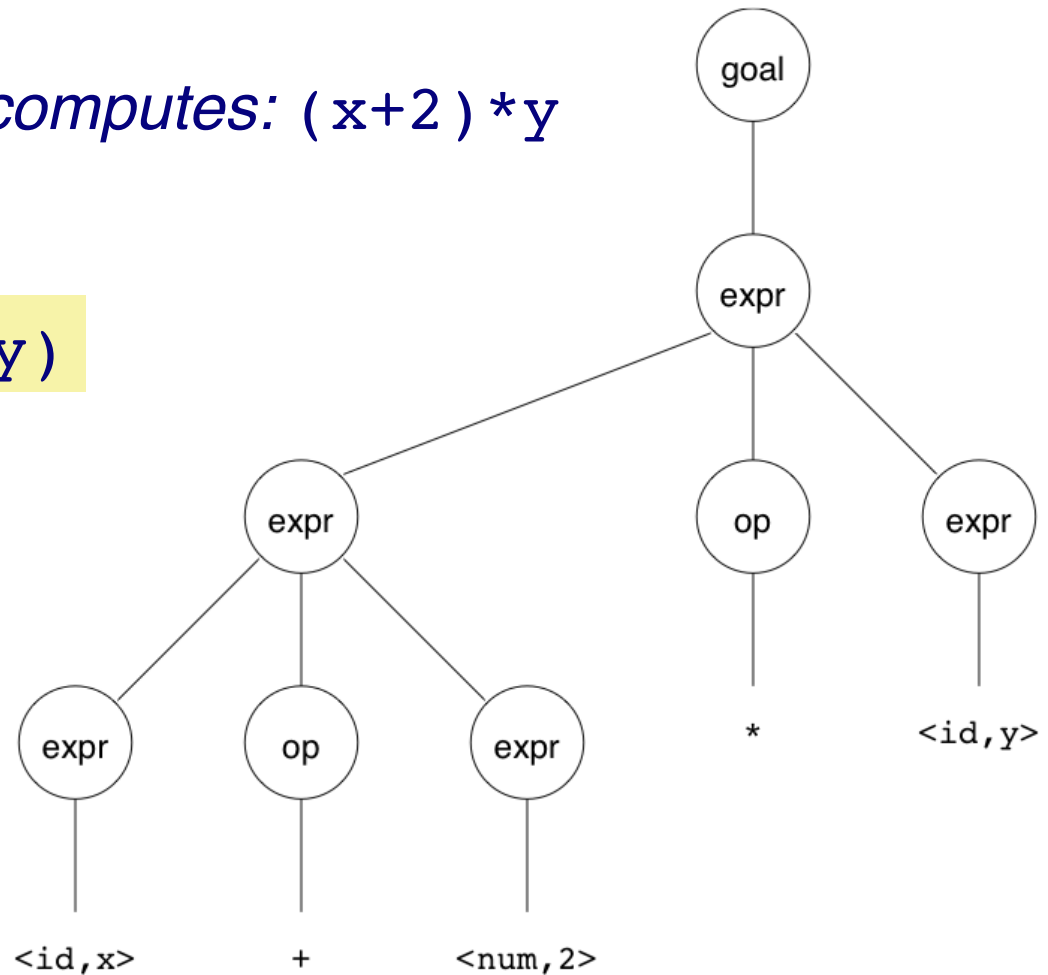 computes: (x+2)*y
y)
goal
expr
expr op expr
expr op expr * <id,y>
<id,x> + <num,2>